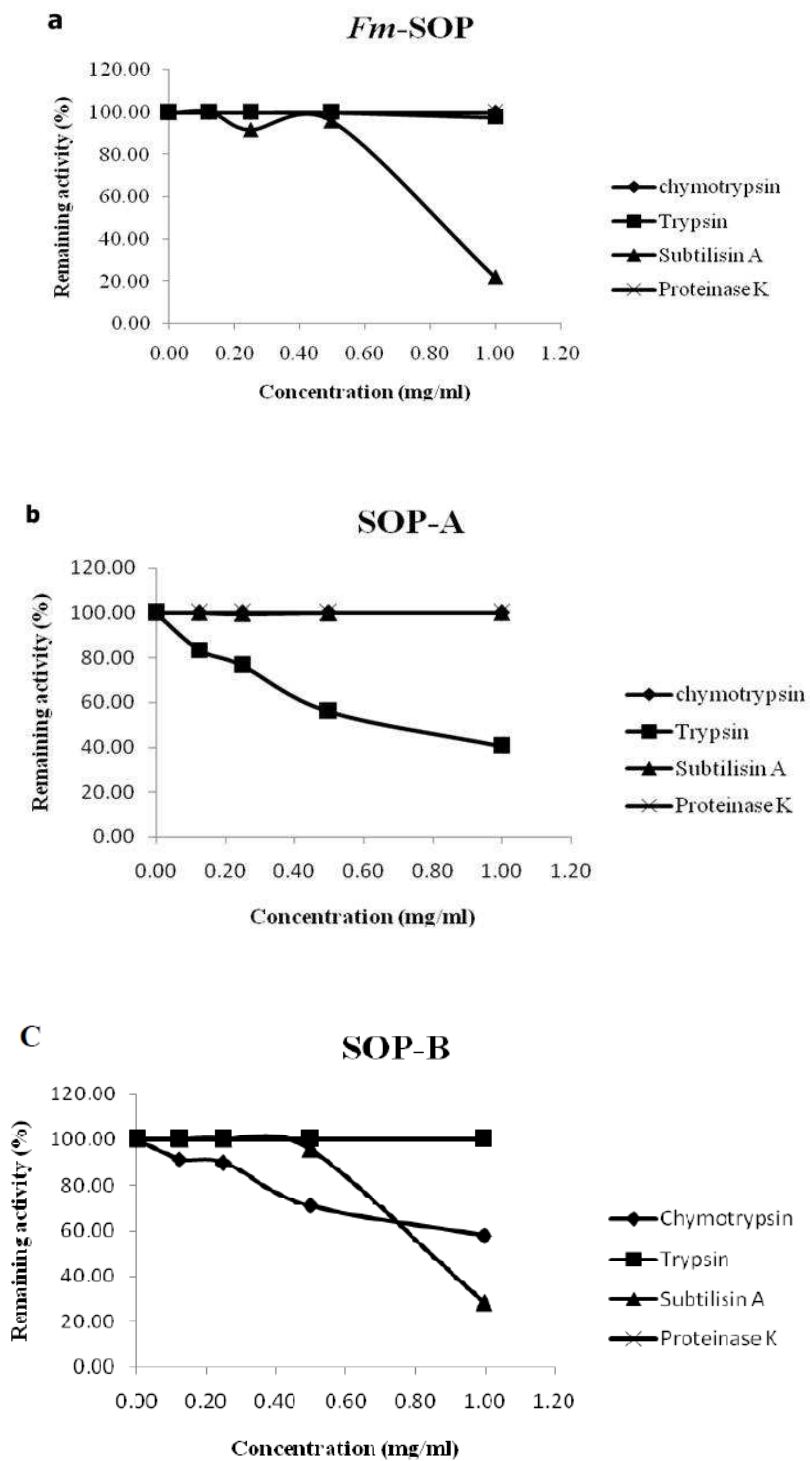 a
Fm-SOP
120.00
100.00
80.00
60.00
40.00
20.00
0.00
Remaining activity (%)
0.00 0.20 0.40 0.60 0.80 1.00 1.20
Concentration (mg/ml)
chymotrypsin
Trypsin
Subtilisin A
Proteinase K
b
SOP-A
120.00
100.00
80.00
60.00
40.00
20.00
0.00
Remaining activity (%)
0.00 0.20 0.40 0.60 0.80 1.00 1.20
Concentration (mg/ml)
chymotrypsin
Trypsin
Subtilisin A
Proteinase K
C
SOP-B
120.00
100.00
80.00
60.00
40.00
20.00
0.00
Remaining activity (%)
0.00 0.20 0.40 0.60 0.80 1.00 1.20
Concentration (mg/ml)
Chymotrypsin
Trypsin
Subtilisin A
Proteinase K